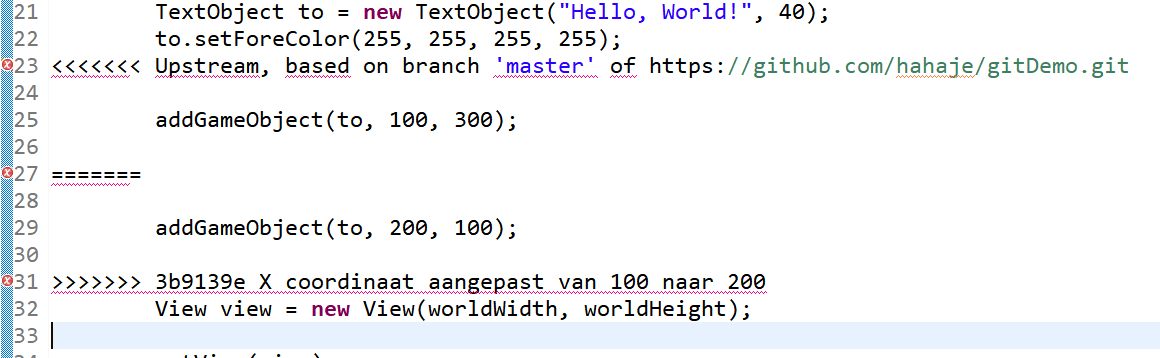 21 TextObject to = new TextObject("Hello, World!", 40);
22 to.setForeColor(255, 255, 255, 255);
23 <<<<<<< Upstream, based on branch 'master' of https://github.com/hahaje/gitDemo.git
24
25 addGameObject(to, 100, 300);
26
27 =======
28
29 addGameObject(to, 200, 100);
30
31 >>>>>>> 3b9139e X coordinaat aangepast van 100 naar 200
32 View view = new View(worldWidth, worldHeight);
33